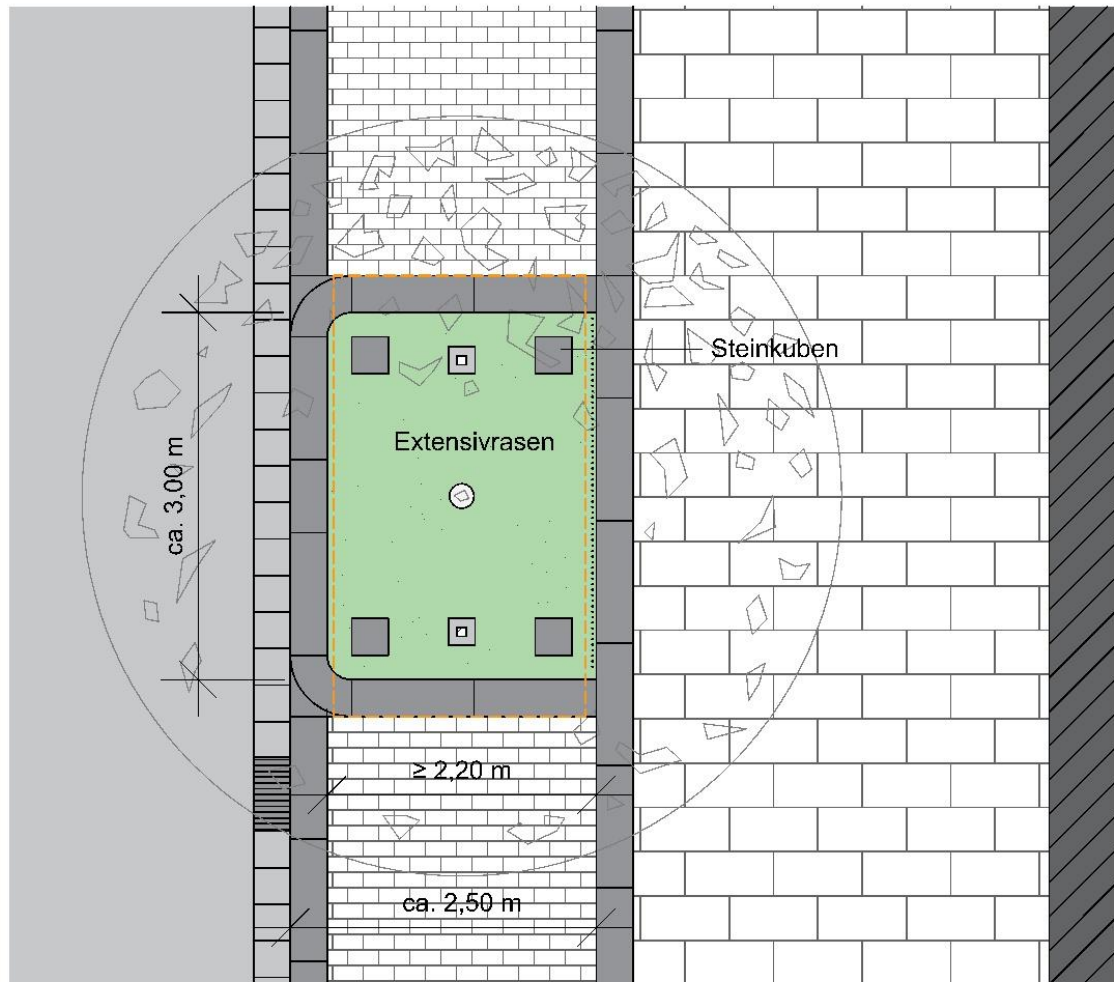 Steinkuben
Extensivrasen
ca. 3,00 m
≥ 2,20 m
ca. 2,50 m